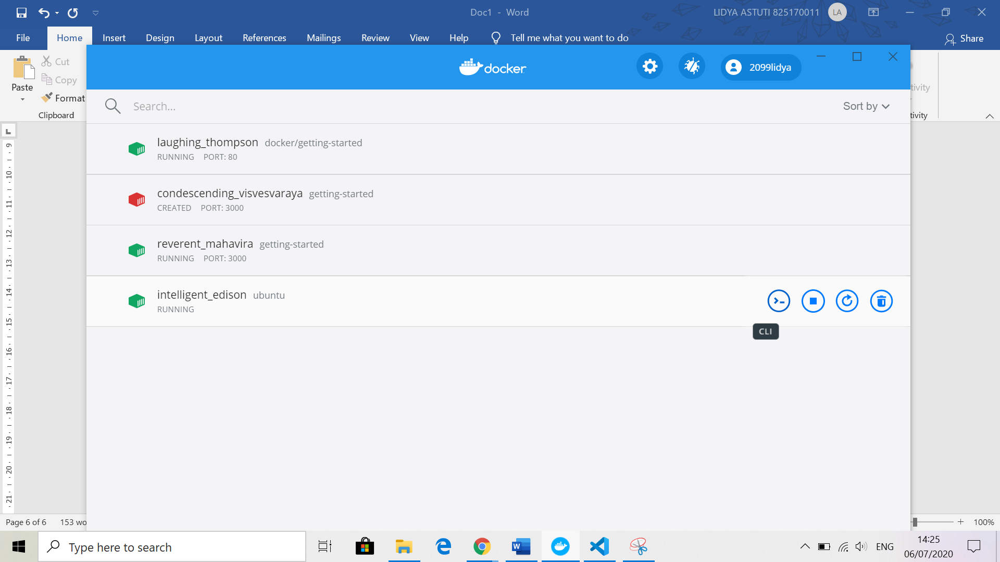 Doc1 - Word
LIDYA ASTUTI 825170011
LA
File
Home
Insert
Design
Layout
References
Mailings
Review
View
Help
Tell me what you want to do
Share
Paste
Cut
Copy
Format
Clipboard
tivity
tivity
docker
2099lidya
Search...
Sort by
laughing_thompson docker/getting-started
RUNNING PORT: 80
condescending_visvesvaraya getting-started
CREATED PORT: 3000
reverent_mahavira getting-started
RUNNING PORT: 3000
intelligent_edison ubuntu
RUNNING
CLI
9
10
11
12
13
14
15
16
17
18
19
20
21
Page 6 of 6
153 wo
100%
Type here to search
ENG
14:25
06/07/2020